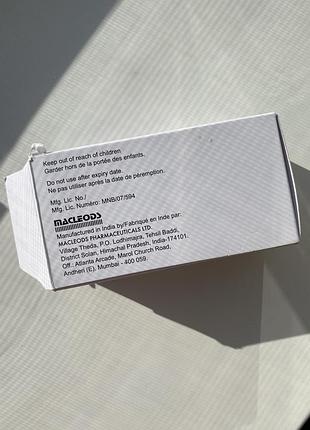 Keep out of reach of children
Garder hors de la portée des enfants.
Do not use after expiry date.
Ne pas utiliser après la date de péremption.
Mfg. Lic. No./
Mfg. Lic. Numéro: MNB/07/594
MACLEODS
Manufactured in India by/Fabriqué en Inde par:
MACLEODS PHARMACEUTICALS LTD.
Village Theda, P.O. Lodhimajra, Tehsil Baddi,
District Solan, Himachal Pradesh, India-174101.
Off.: Atlanta Arcade, Marol Church Road,
Andheri (E), Mumbai - 400 059.